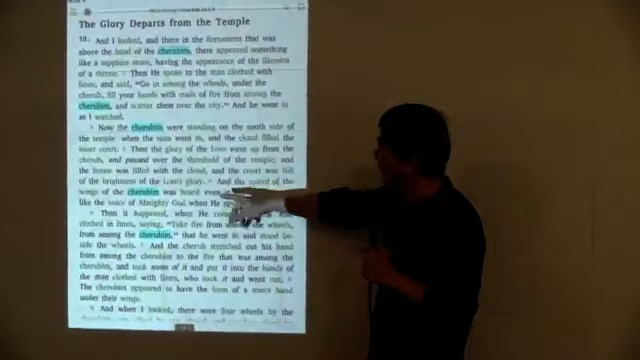 The Glory Departs from the Temple
10 And I looked, and there in the firmament that was
above the head of the cherubim, there appeared something
like a sapphire stone, having the appearance of the likeness
of a throne. Then He spoke to the man clothed with
linen, and said, "Go in among the wheels, under the
cherub, fill your hands with coals of fire from among the
cherubim, and scatter them over the city." And he went in
as I watched.
Now the cherubim were standing on the south side of
the temple when the man went in, and the cloud filled the
inner court. Then the glory of the LORD went up from the
cherub, and paused over the threshold of the temple; and
the house was filled with the cloud, and the court was full
of the brightness of the LORD's glory. And the sound of the
wings of the cherubim was heard even
like the voice of Almighty God when He
Then it happened, when He
clothed in linen, saying, "Take fire from the wheels,
from among the cherubim," that he went in and stood be-
side the wheels. And the cherub stretched out his hand
from among the cherubim to the fire that was among the
cherubim, and took some of it and put it into the hands of
the man clothed with linen, who took it and went out.
The cherubim appeared to have the form of a man's hand
under their wings.
And when I looked, there were four wheels by the